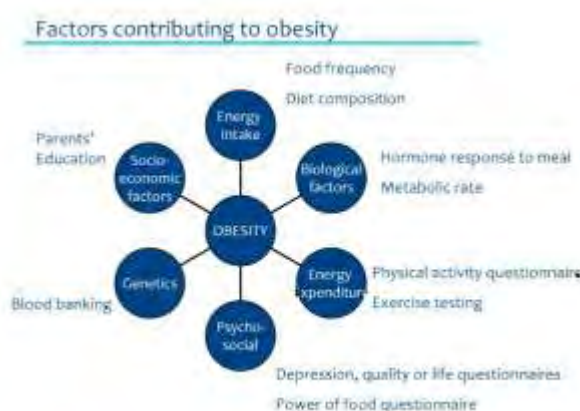 Factors contributing to obesity
Food frequency
Diet composition
Energy
Intake
Parents'
Education
Socio-
economic
factors
Biological
factors
Hormone response to meal
Metabolic rate
OBESITY
Genetics
Blood banking
Energy
Expenditure
Physical activity questionnaire
Exercise testing
Psycho-
social
Depression, quality or life questionnaires
Power of food questionnaire